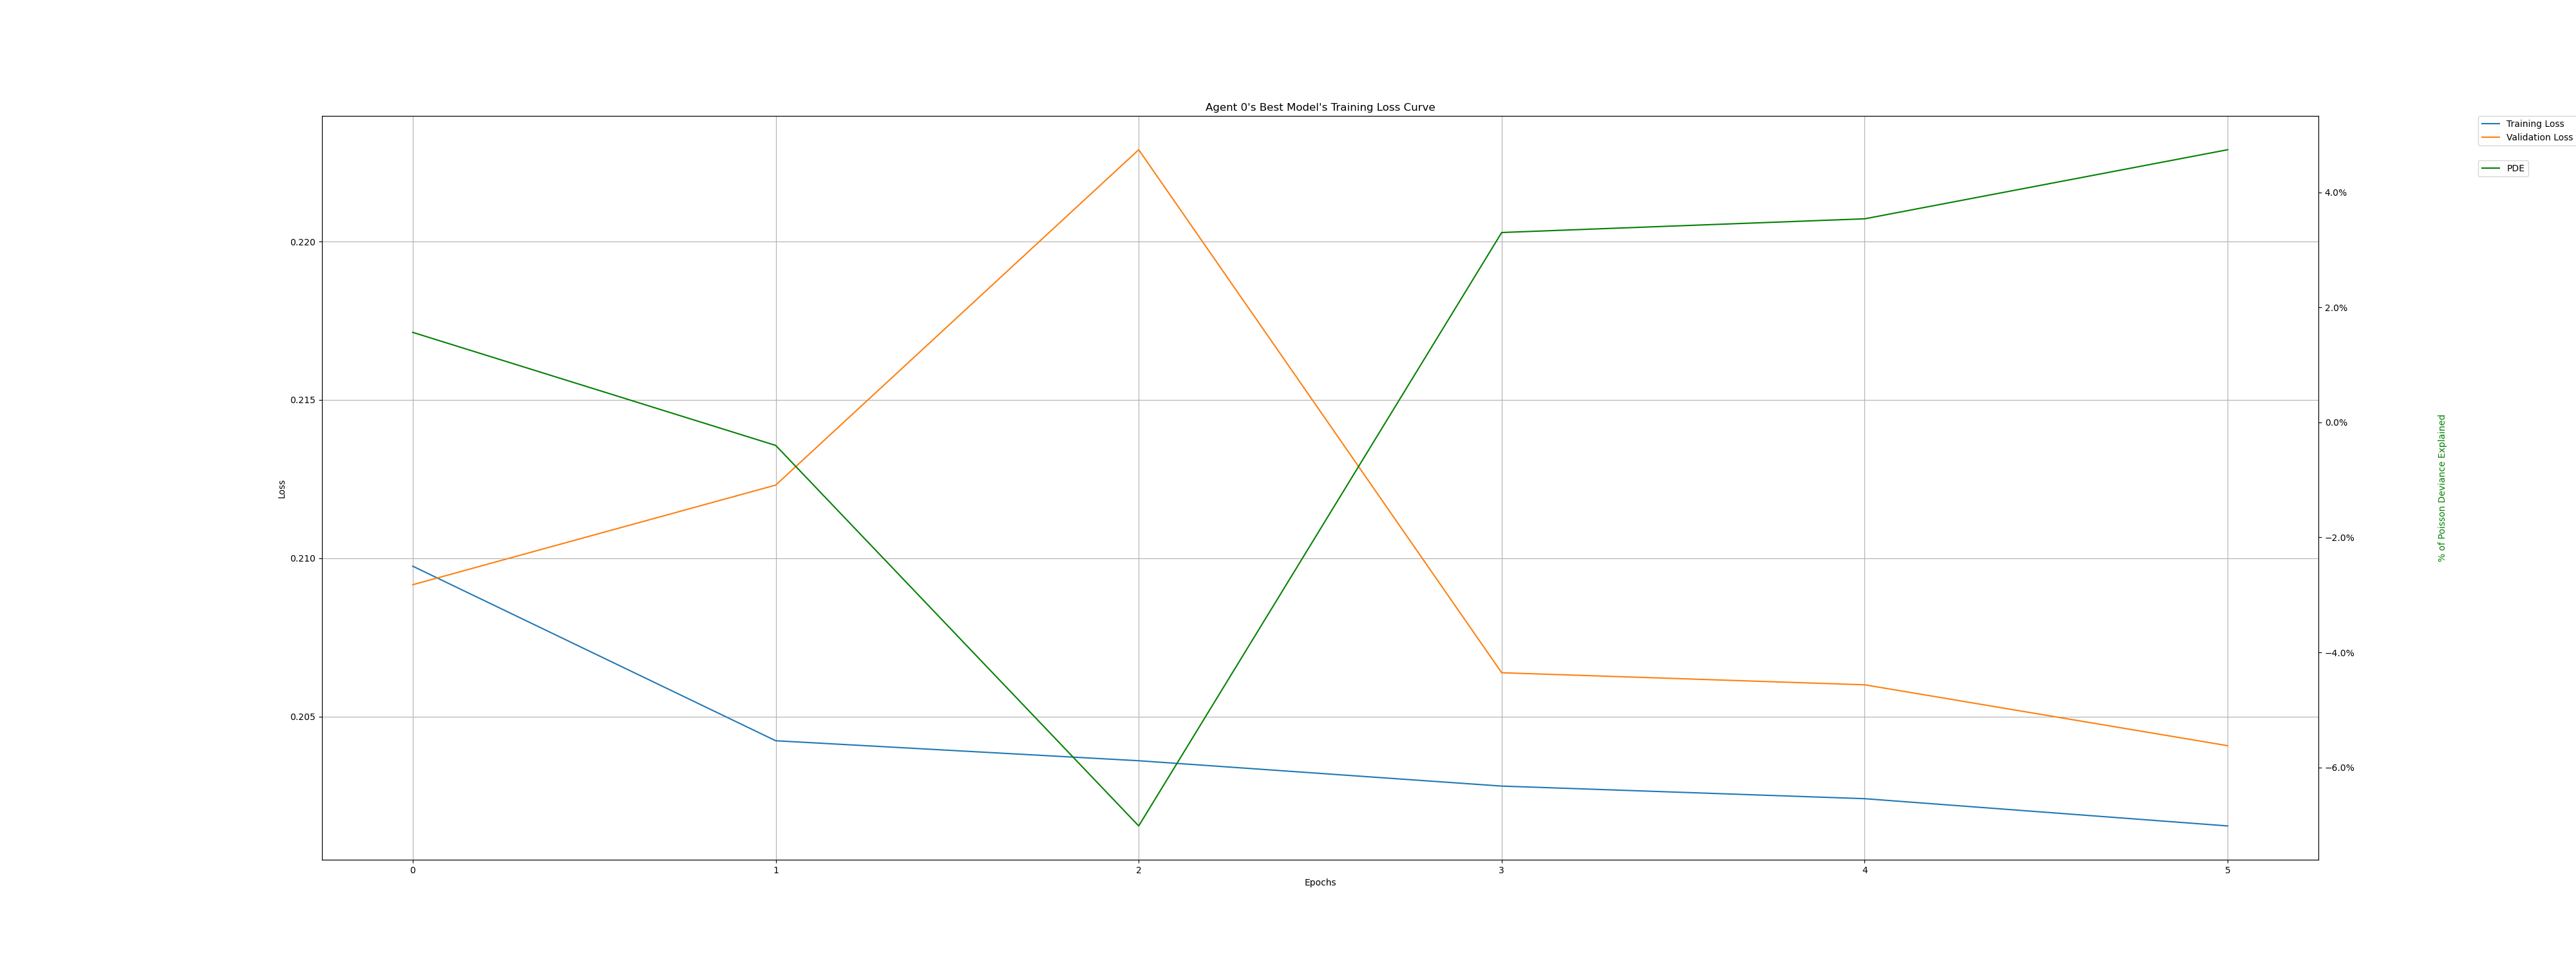 Agent 0's Best Model's Training Loss Curve
Training Loss
Validation Loss
PDE
0.220
0.215
0.210
0.205
Loss
4.0%
2.0%
0.0%
−2.0%
−4.0%
−6.0%
% of Poisson Deviance Explained
0
1
2
3
4
5
Epochs